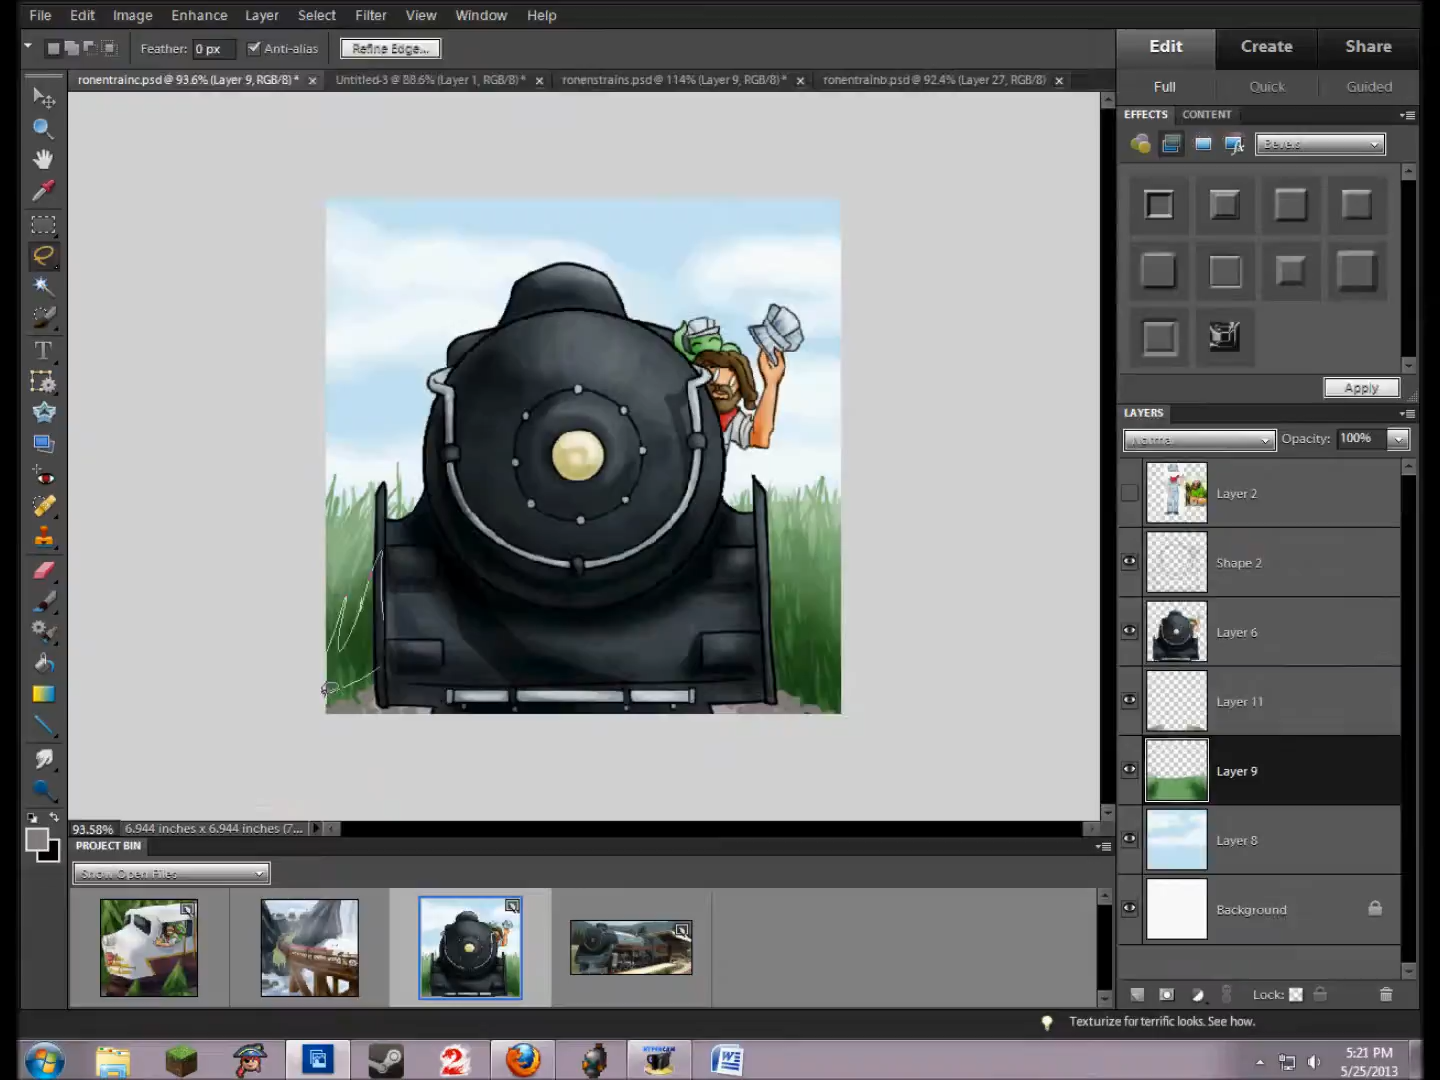 File Edit Image Enhance Layer Select Filter View Window Help
Feather: 0 px Anti-alias Refine Edge...
Edit Create Share
ronentrainc.psd @ 93.6% (Layer 9, RGB/8) * Untitled-3 @ 88.6% (Layer 1, RGB/8) * ronenstrains.psd @ 114% (Layer 9, RGB/8) * ronentrainb.psd @ 92.4% (Layer 27, RGB/8)
Full Quick Guided
EFFECTS CONTENT
Bevels
Apply
LAYERS
Normal Opacity: 100%
Layer 2
Shape 2
Layer 6
Layer 11
Layer 9
Layer 8
Background
Lock:
93.58% 6.944 inches x 6.944 inches (7...
PROJECT BIN
Show Open Files
Texturize for terrific looks. See how.
5:21 PM
5/25/2013